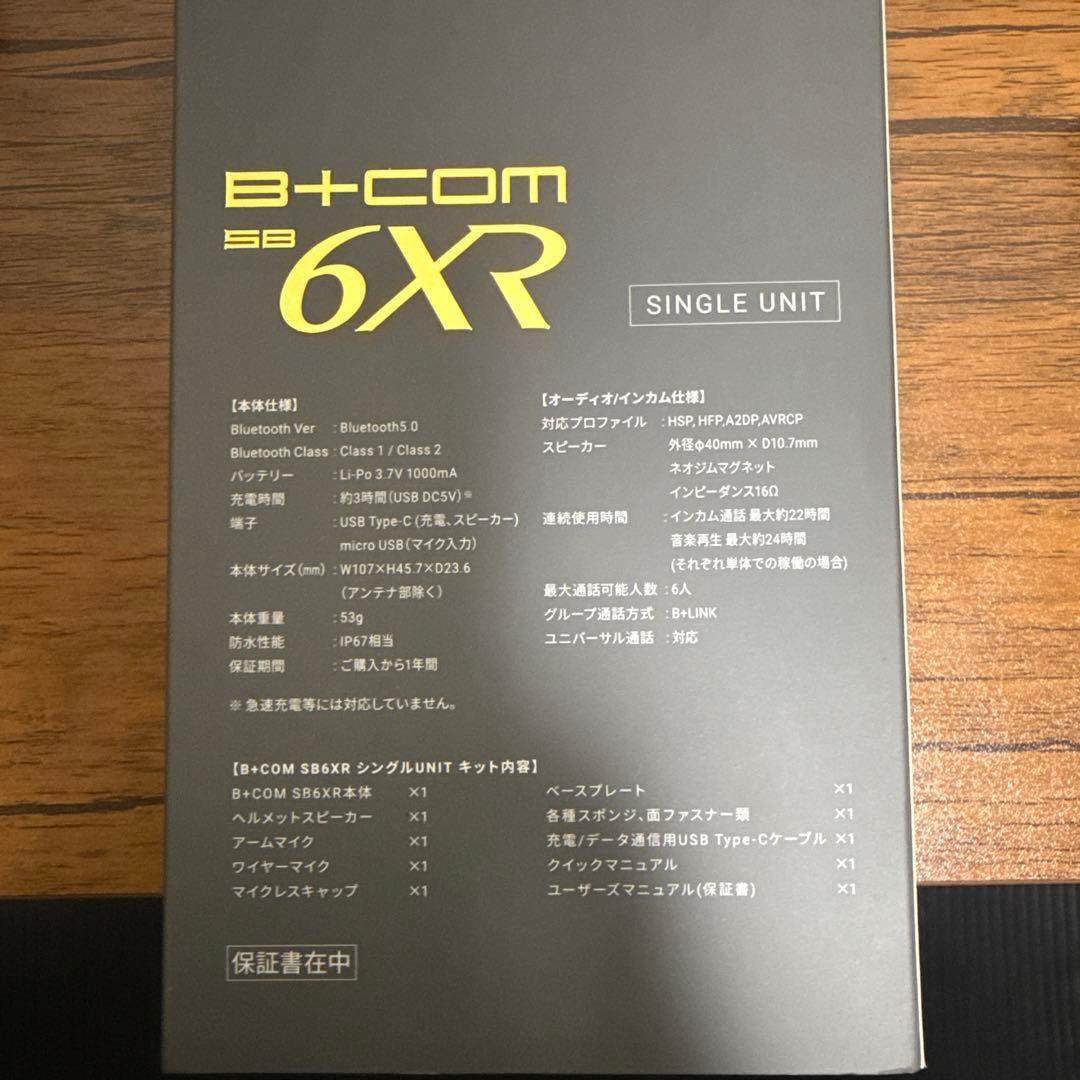 B+COM
SB 6XR
SINGLE UNIT
【本体仕様】
Bluetooth Ver : Bluetooth5.0
Bluetooth Class : Class 1 / Class 2
バッテリー : Li-Po 3.7V 1000mA
充電時間 : 約3時間(USB DC5V)※
端子 : USB Type-C (充電、スピーカー)
micro USB(マイク入力)
本体サイズ(mm) : W107×H45.7×D23.6
(アンテナ部除く)
本体重量 : 53g
防水性能 : IP67相当
保証期間 : ご購入から1年間
※ 急速充電等には対応していません。
【オーディオ/インカム仕様】
対応プロファイル : HSP, HFP,A2DP,AVRCP
スピーカー 外径φ40mm × D10.7mm
ネオジムマグネット
インピーダンス16Ω
連続使用時間 : インカム通話 最大約22時間
音楽再生 最大約24時間
(それぞれ単体での稼働の場合)
最大通話可能人数 : 6人
グループ通話方式 : B+LINK
ユニバーサル通話 : 対応
【B+COM SB6XR シングルUNIT キット内容】
B+COM SB6XR本体 ×1
ヘルメットスピーカー ×1
アームマイク ×1
ワイヤーマイク ×1
マイクレスキャップ ×1
ベースプレート ×1
各種スポンジ、面ファスナー類 ×1
充電/データ通信用USB Type-Cケーブル ×1
クイックマニュアル ×1
ユーザーズマニュアル(保証書) ×1
保証書在中